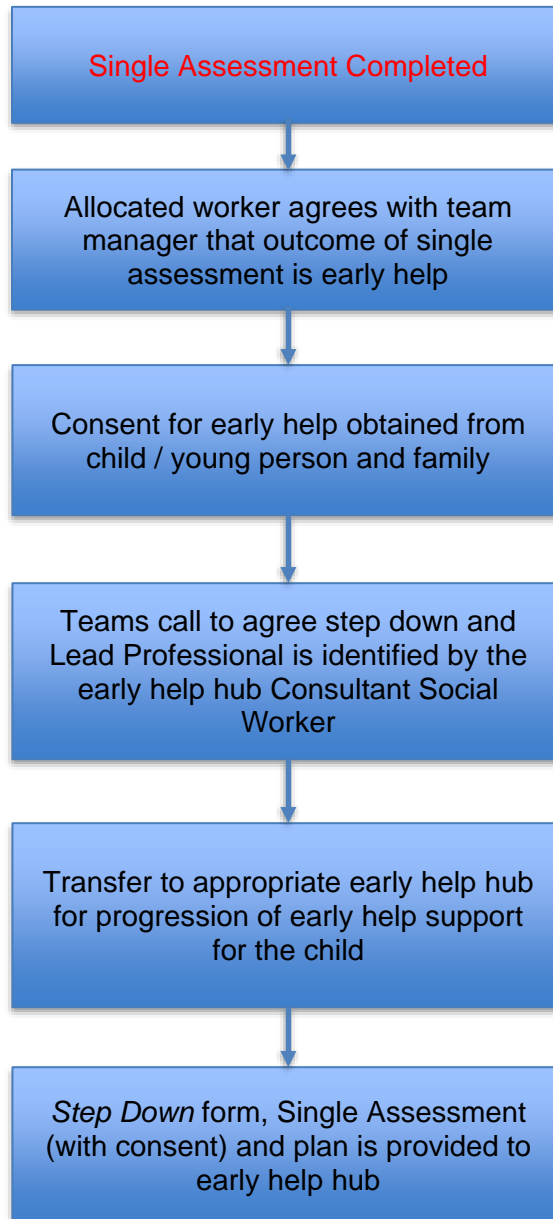 Single Assessment Completed
Allocated worker agrees with team
manager that outcome of single
assessment is early help
Consent for early help obtained from
child / young person and family
Teams call to agree step down and
Lead Professional is identified by the
early help hub Consultant Social
Worker
Transfer to appropriate early help hub
for progression of early help support
for the child
Step Down form, Single Assessment
(with consent) and plan is provided to
early help hub